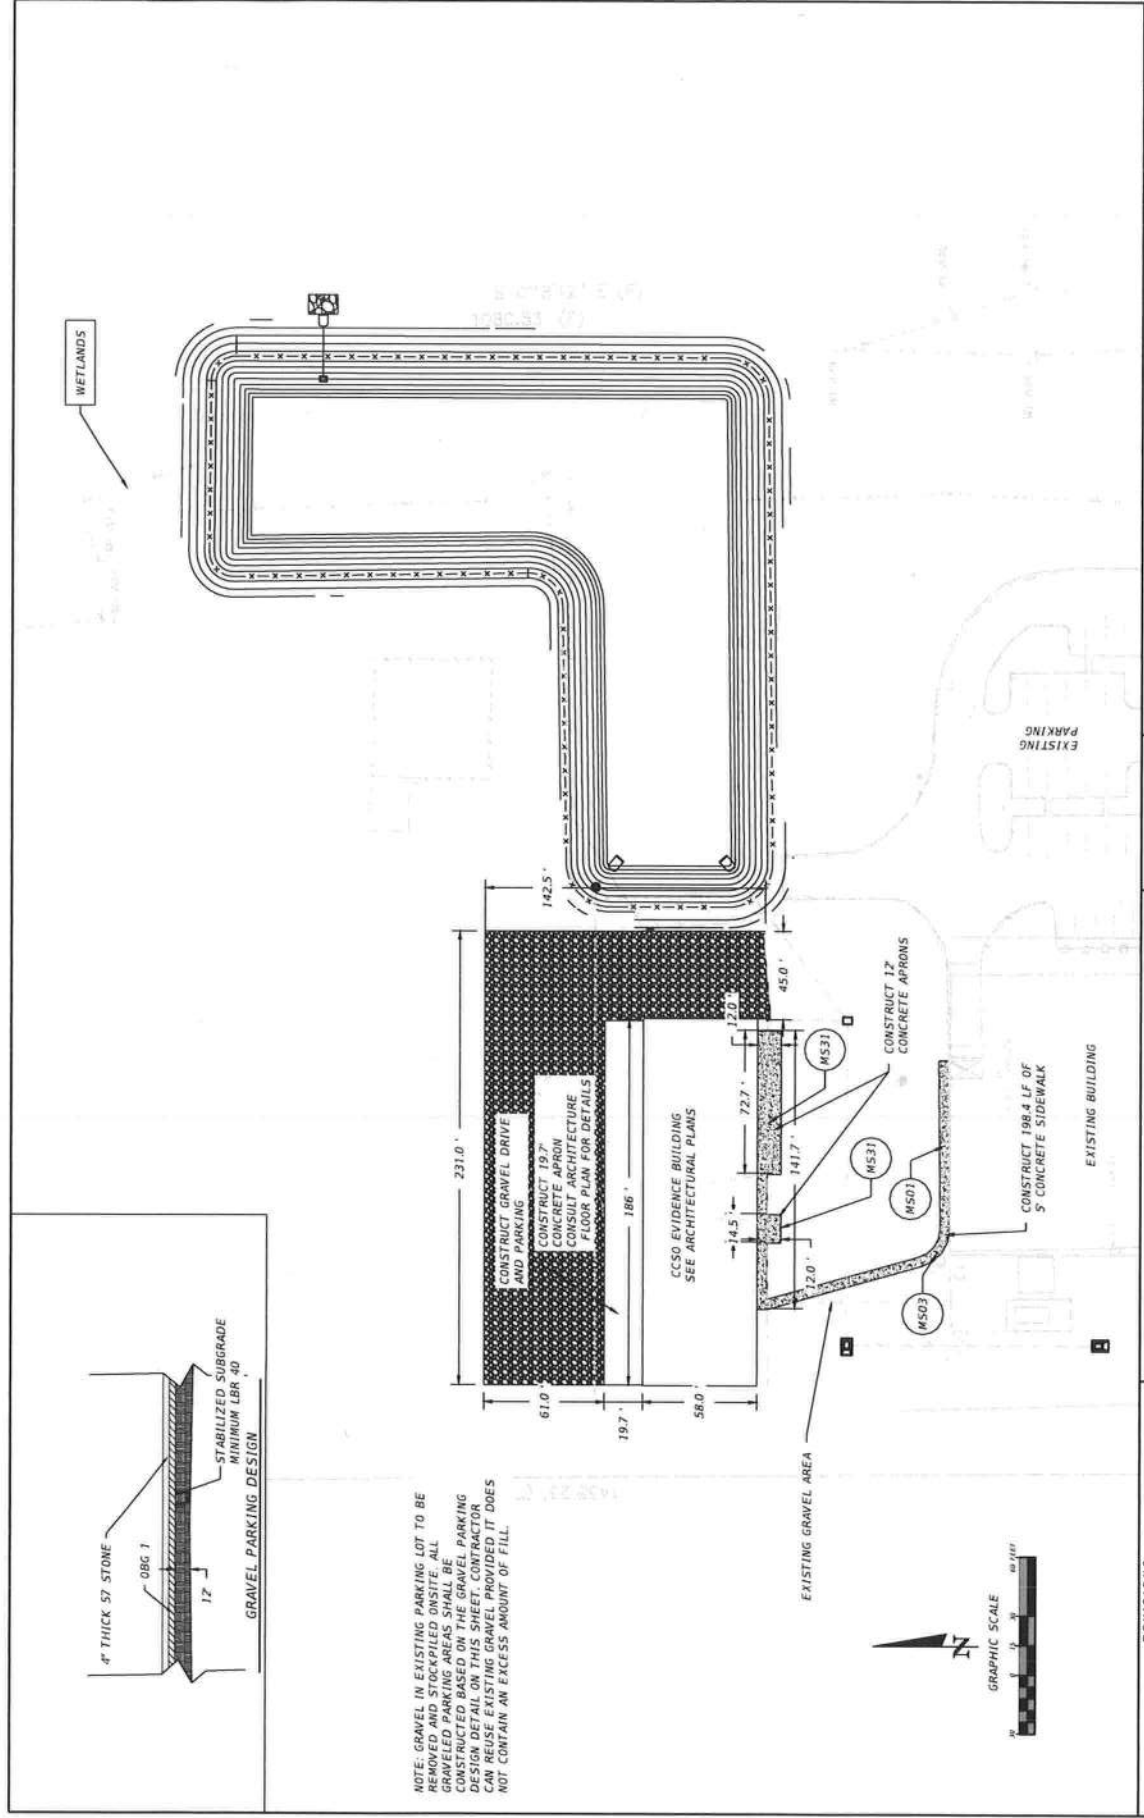 4" THICK 57 STONE
OBG 1
12"
STABILIZED SUBGRADE
MINIMUM LBR 40
GRAVEL PARKING DESIGN
WETLANDS
NOTE: GRAVEL IN EXISTING PARKING LOT TO BE
REMOVED AND STOCKPILED ONSITE. ALL
GRAVELED PARKING AREAS SHALL BE
CONSTRUCTED BASED ON THE GRAVEL PARKING
DESIGN DETAIL ON THIS SHEET. CONTRACTOR
CAN REUSE EXISTING GRAVEL PROVIDED IT DOES
NOT CONTAIN AN EXCESS AMOUNT OF FILL.
231.0 '
142.5 '
61.0 '
19.7 '
58.0 '
CONSTRUCT GRAVEL DRIVE
AND PARKING
CONSTRUCT 19.7'
CONCRETE APRON
CONSULT ARCHITECTURE
FLOOR PLAN FOR DETAILS
186 '
CCSO EVIDENCE BUILDING
SEE ARCHITECTURAL PLANS
12.0 '
45.0 '
72.7 '
14.5 '
141.7 '
12.0 '
MS31
MS31
CONSTRUCT 12'
CONCRETE APRONS
MS01
MS03
CONSTRUCT 198.4 LF OF
5' CONCRETE SIDEWALK
EXISTING GRAVEL AREA
EXISTING BUILDING
EXISTING
PARKING
N
GRAPHIC SCALE
30 0 15 30 60 FEET